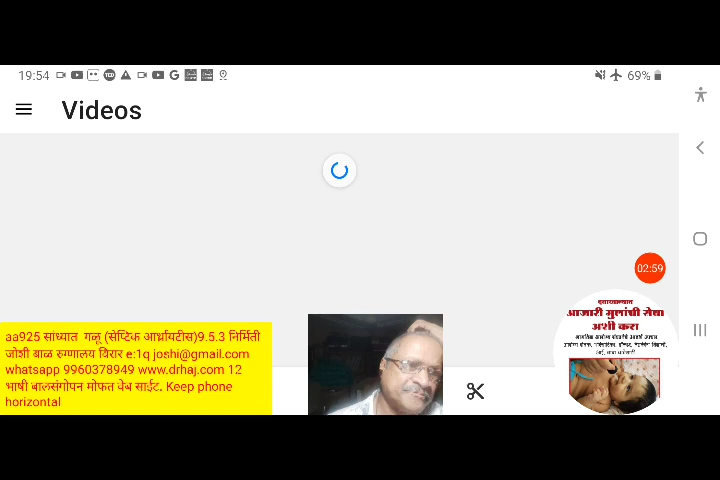 19:54
69%
Videos
02:59
रुग्णालयात
आजारी मुलांची सेवा
अशी करा
aa925 सांध्यात गळू (सेप्टिक आर्थ्रायटीस)9.5.3 निर्मिती
जोशी बाळ रुग्णालय विरार e:1q joshi@gmail.com
whatsapp 9960378949 www.drhaj.com 12
भाषी बालसंगोपन मोफत वेब साईट. Keep phone
horizontal